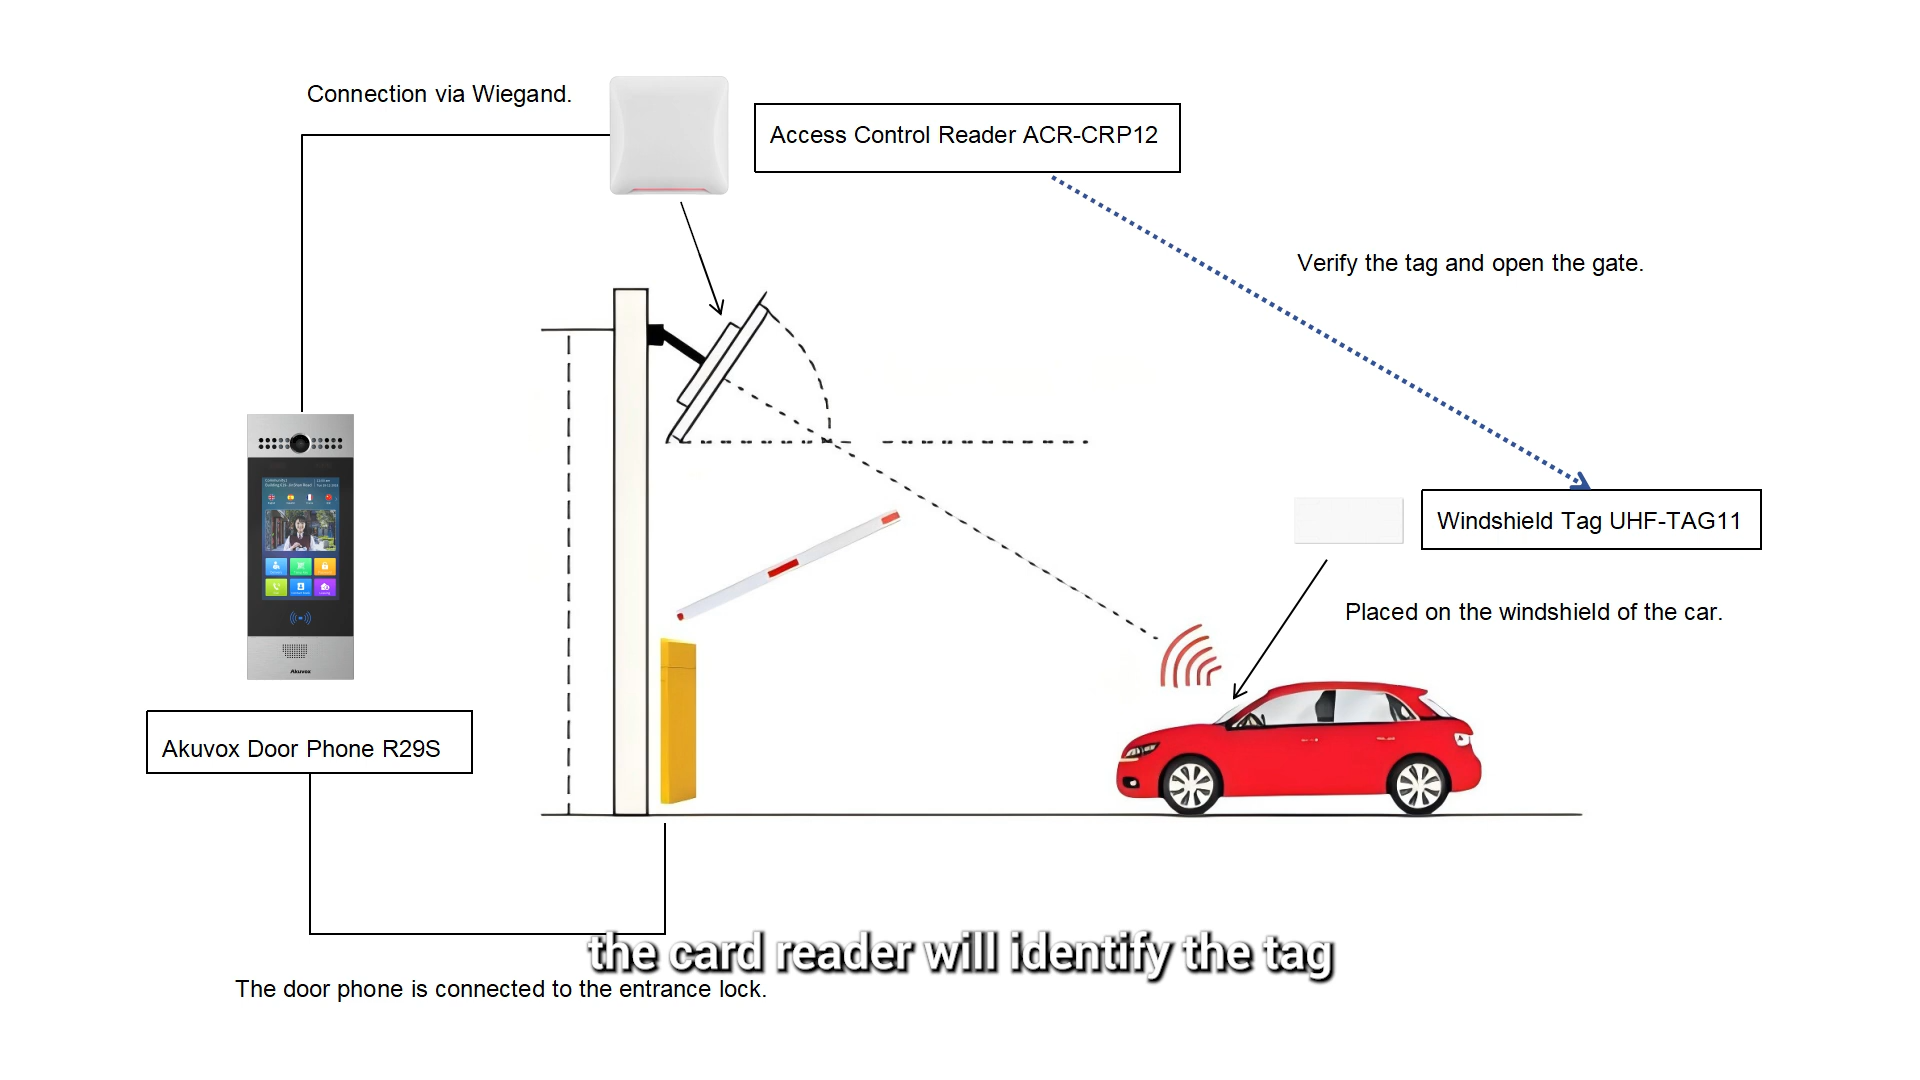 Connection via Wiegand.
Access Control Reader ACR-CRP12
Verify the tag and open the gate.
Windshield Tag UHF-TAG11
Placed on the windshield of the car.
Akuvox
Akuvox Door Phone R29S
the card reader will identify the tag
The door phone is connected to the entrance lock.